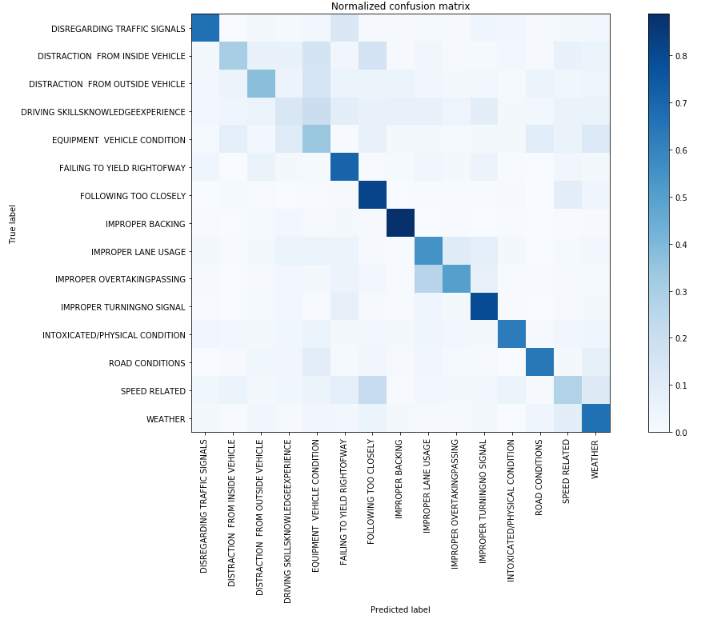 Normalized confusion matrix
DISREGARDING TRAFFIC SIGNALS
DISTRACTION  FROM INSIDE VEHICLE
DISTRACTION  FROM OUTSIDE VEHICLE
DRIVING SKILLSKNOWLEDGEEXPERIENCE
EQUIPMENT  VEHICLE CONDITION
FAILING TO YIELD RIGHTOFWAY
FOLLOWING TOO CLOSELY
IMPROPER BACKING
IMPROPER LANE USAGE
IMPROPER OVERTAKINGPASSING
IMPROPER TURNINGNO SIGNAL
INTOXICATED/PHYSICAL CONDITION
ROAD CONDITIONS
SPEED RELATED
WEATHER
True label
DISREGARDING TRAFFIC SIGNALS
DISTRACTION  FROM INSIDE VEHICLE
DISTRACTION  FROM OUTSIDE VEHICLE
DRIVING SKILLSKNOWLEDGEEXPERIENCE
EQUIPMENT  VEHICLE CONDITION
FAILING TO YIELD RIGHTOFWAY
FOLLOWING TOO CLOSELY
IMPROPER BACKING
IMPROPER LANE USAGE
IMPROPER OVERTAKINGPASSING
IMPROPER TURNINGNO SIGNAL
INTOXICATED/PHYSICAL CONDITION
ROAD CONDITIONS
SPEED RELATED
WEATHER
Predicted label
0.8
0.7
0.6
0.5
0.4
0.3
0.2
0.1
0.0